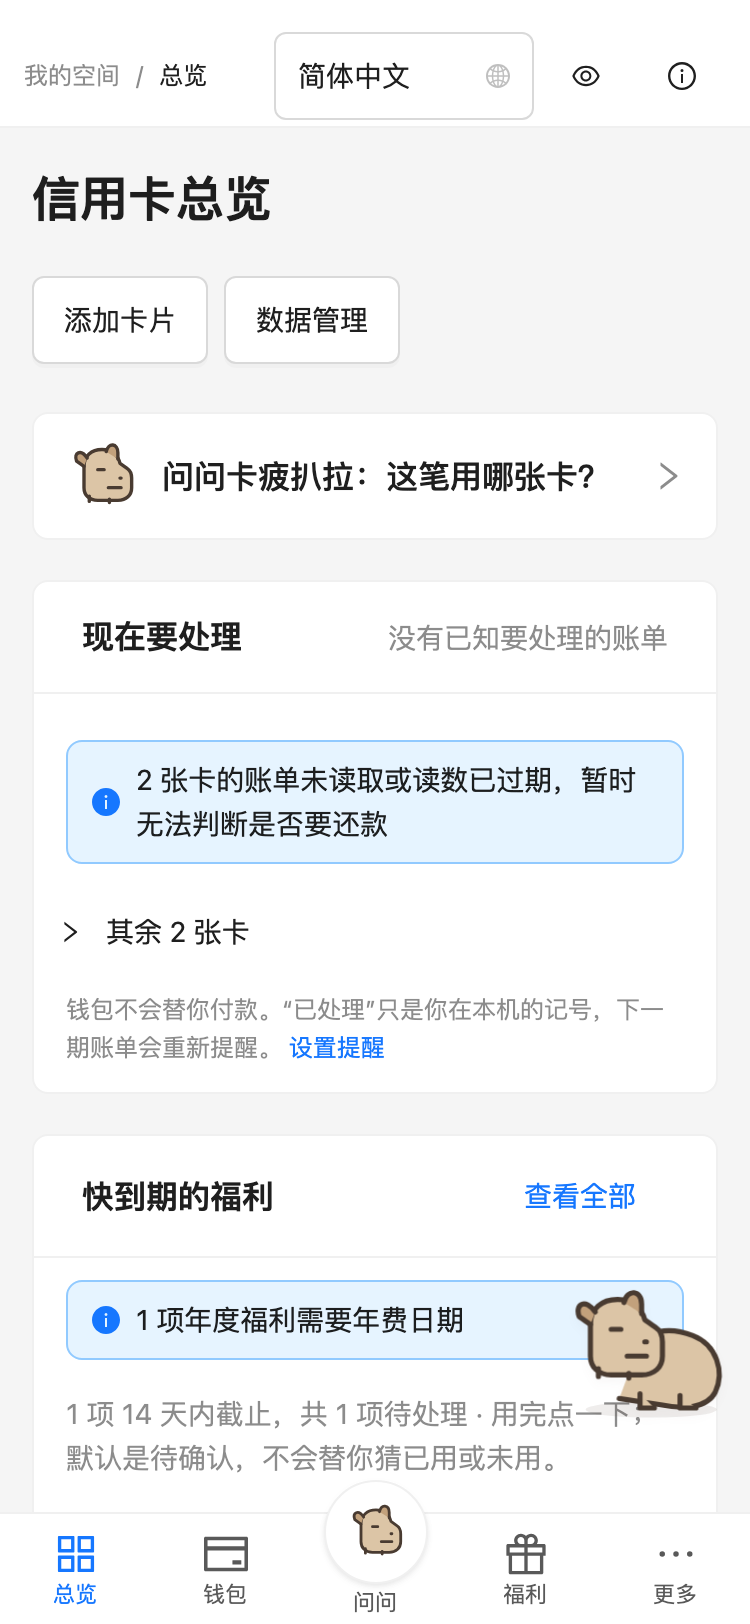 我的空间 / 总览
简体中文
信用卡总览
添加卡片
数据管理
问问卡疲扒拉：这笔用哪张卡？
现在要处理
没有已知要处理的账单
2 张卡的账单未读取或读数已过期，暂时
无法判断是否要还款
其余 2 张卡
钱包不会替你付款。“已处理”只是你在本机的记号，下一
期账单会重新提醒。 设置提醒
快到期的福利
查看全部
1 项年度福利需要年费日期
1 项 14 天内截止，共 1 项待处理 · 用完点一下，
默认是待确认，不会替你猜已用或未用。
总览
钱包
问问
福利
更多